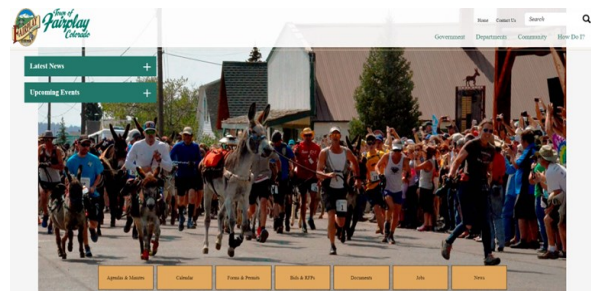 FAIRPLAY
Town of
Fairplay
Colorado
Home Contact Us Search
Government Departments Community How Do I?
Latest News +
Upcoming Events +
Agendas & Minutes Calendar Forms & Permits Bids & RFPs Documents Jobs News